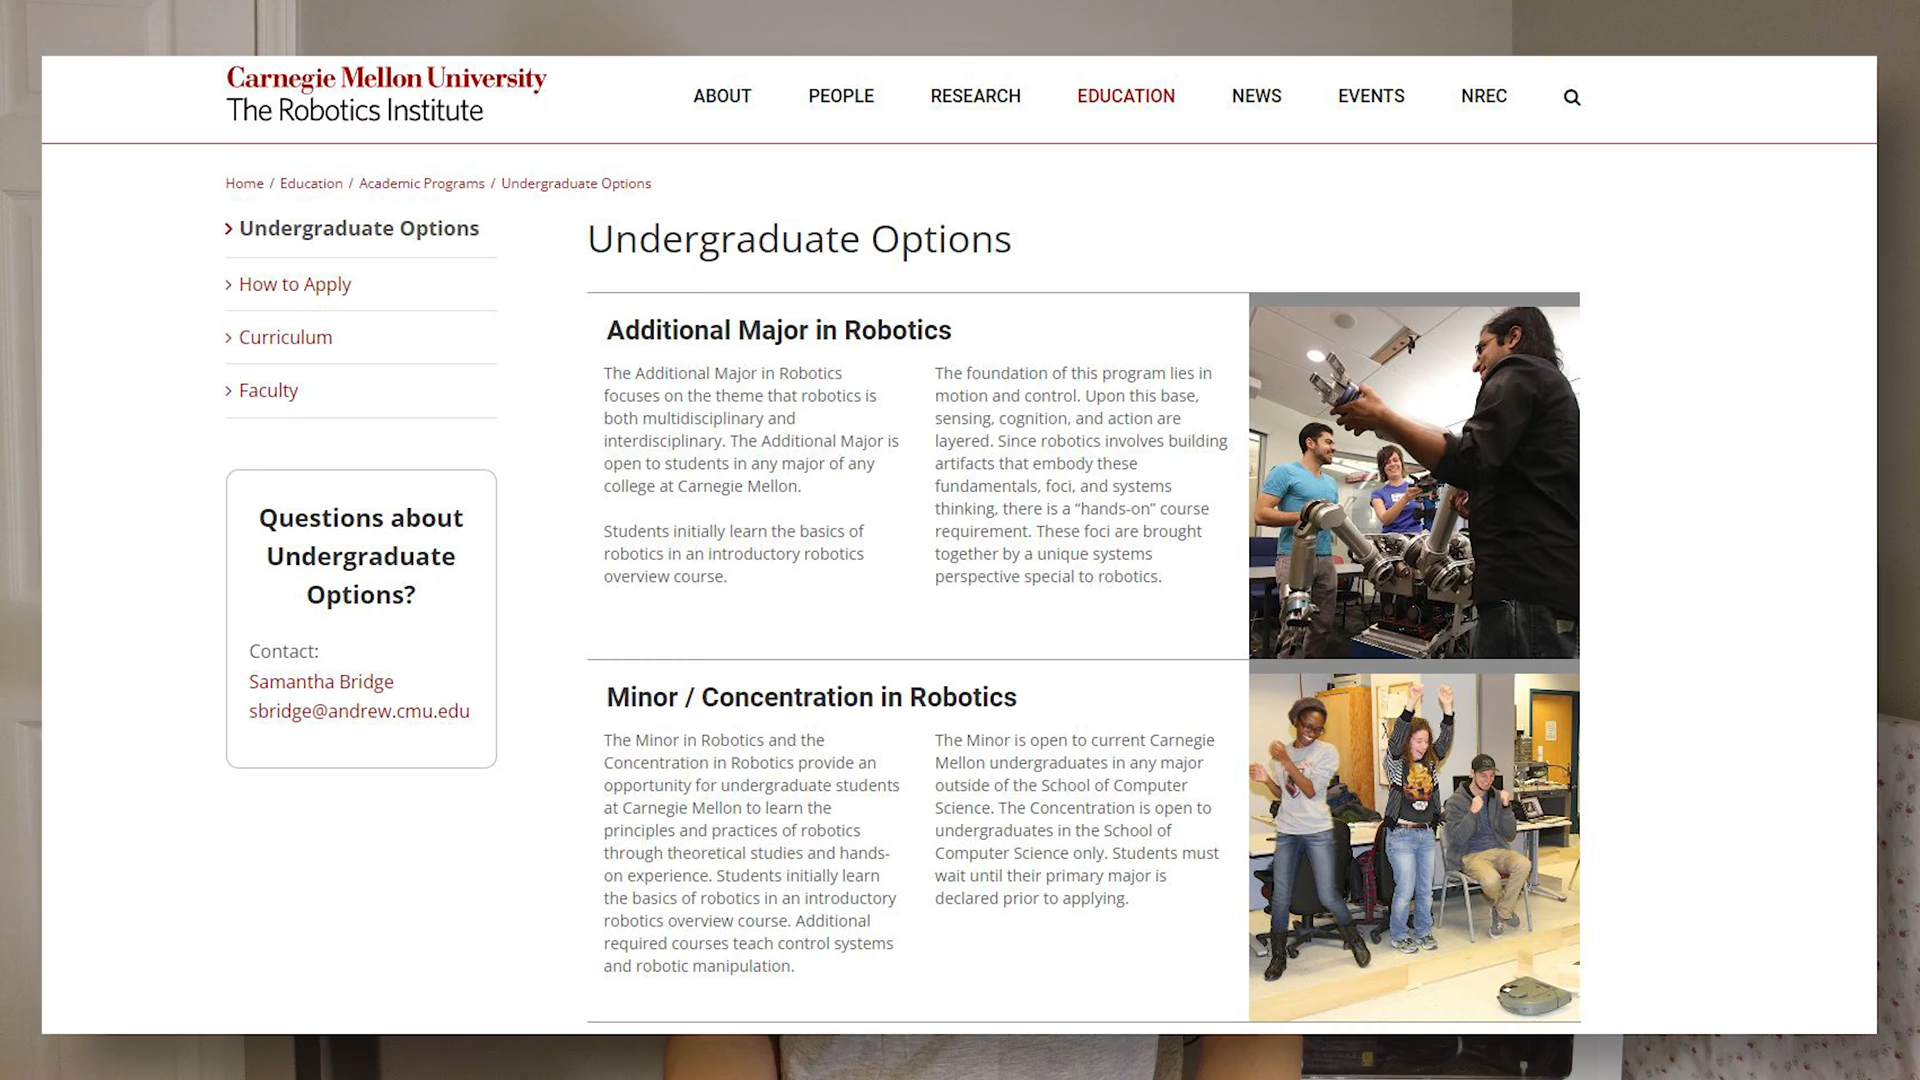 Carnegie Mellon University
The Robotics Institute
ABOUT PEOPLE RESEARCH EDUCATION NEWS EVENTS NREC
Home / Education / Academic Programs / Undergraduate Options
Undergraduate Options
How to Apply
Curriculum
Faculty
Questions about
Undergraduate
Options?
Contact:
Samantha Bridge
sbridge@andrew.cmu.edu
Undergraduate Options
Additional Major in Robotics
The Additional Major in Robotics
focuses on the theme that robotics is
both multidisciplinary and
interdisciplinary. The Additional Major is
open to students in any major of any
college at Carnegie Mellon.
Students initially learn the basics of
robotics in an introductory robotics
overview course.
The foundation of this program lies in
motion and control. Upon this base,
sensing, cognition, and action are
layered. Since robotics involves building
artifacts that embody these
fundamentals, foci, and systems
thinking, there is a “hands-on” course
requirement. These foci are brought
together by a unique systems
perspective special to robotics.
Minor / Concentration in Robotics
The Minor in Robotics and the
Concentration in Robotics provide an
opportunity for undergraduate students
at Carnegie Mellon to learn the
principles and practices of robotics
through theoretical studies and hands-
on experience. Students initially learn
the basics of robotics in an introductory
robotics overview course. Additional
required courses teach control systems
and robotic manipulation.
The Minor is open to current Carnegie
Mellon undergraduates in any major
outside of the School of Computer
Science. The Concentration is open to
undergraduates in the School of
Computer Science only. Students must
wait until their primary major is
declared prior to applying.